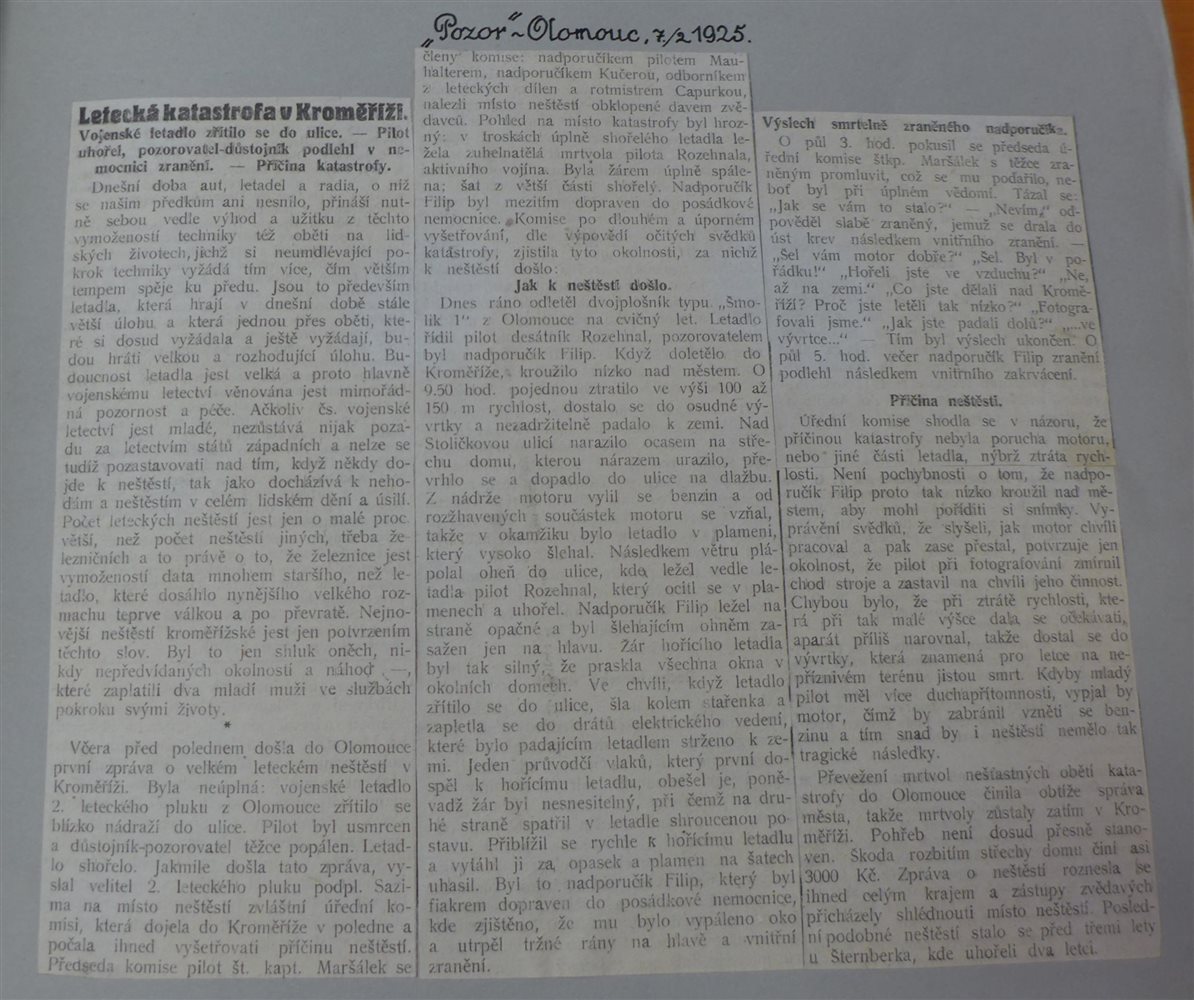 „Pozor“ - Olomouc, 7/2 1925.
Letecká katastrofa v Kroměříži.
Vojenské letadlo zřítilo se do ulice. — Pilot
uhořel, pozorovatel-důstojník podlehl v ne-
mocnici zranění. — Příčina katastrofy.
Dnešní doba aut, letadel a radia, o níž
se našim předkům ani nesnilo, přináší nut-
ně sebou vedle výhod a užitku z těchto
vymožeností techniky též oběti na lid-
ských životech, jichž si neumdlévající po-
krok techniky vyžádá tím více, čím větším
tempem spěje ku předu. Jsou to především
letadla, která hrají v dnešní době stále
větší úlohu a která jednou přes oběti, kte-
ré si dosud vyžádala a ještě vyžádají, bu-
dou hráti velkou a rozhodující úlohu. Bu-
doucnost letadla jest velká a proto hlavně
vojenskému letectví věnována jest mimořád-
ná pozornost a péče. Ačkoliv čs. vojenské
letectví jest mladé, nezůstává nijak poza-
du za letectvím států západních a nelze se
tudíž pozastavovati nad tím, když někdy do-
jde k neštěstí, tak jako dochází k neho-
dám a neštěstím v celém lidském dění a úsilí.
Počet leteckých neštěstí jest jen o malé proc.
větší, než počet neštěstí jiných, třeba že-
lezničních a to právě o to, že železnice jest
vymožeností data mnohem staršího, než le-
tadlo, které dosáhlo nynějšího velkého roz-
machu teprve válkou a po převratě. Nejno-
vější neštěstí kroměřížské jest jen potvrzením
těchto slov. Byl to jen shluk oněch, ni-
kdy nepředvídaných okolností a náhod —,
které zaplatili dva mladí muži ve službách
pokroku svými životy.
*
Včera před polednem došla do Olomouce
první zpráva o velkém leteckém neštěstí v
Kroměříži. Byla neúplná: vojenské letadlo
2. leteckého pluku z Olomouce zřítilo se
blízko nádraží do ulice. Pilot byl usmrcen
a důstojník-pozorovatel těžce popálen. Letad-
lo shořelo. Jakmile došla tato zpráva, vy-
slal velitel 2. leteckého pluku podpl. Sazi-
ma na místo neštěstí zvláštní úřední ko-
misi, která dojela do Kroměříže v poledne a
počala ihned vyšetřovati příčinu neštěstí.
Předseda komise pilot št. kapt. Maršálek se
členy komise: nadporučíkem pilotem Mau-
halterem, nadporučíkem Kučerou, odborníkem
z leteckých dílen a rotmistrem Capurkou,
nalezli místo neštěstí obklopené davem zvě-
davců. Pohled na místo katastrofy byl hroz-
ný: v troskách úplně shořelého letadla le-
žela zuhelnatělá mrtvola pilota Rozehnala,
aktivního vojína. Byla žárem úplně spále-
na; šat z větší části shořelý. Nadporučík
Filip byl mezitím dopraven do posádkové
nemocnice. Komise po dlouhém a úporném
vyšetřování, dle výpovědí očitých svědků
katastrofy, zjistila tyto okolnosti, za nichž
k neštěstí došlo:
Jak k neštěstí došlo.
Dnes ráno odletěl dvojplošník typu „Šmo-
lik 1“ z Olomouce na cvičný let. Letadlo
řídil pilot desátník Rozehnal, pozorovatelem
byl nadporučík Filip. Když doletělo do
Kroměříže, kroužilo nízko nad městem. O
9.50 hod. pojednou ztratilo ve výši 100 až
150 m rychlost, dostalo se do osudné vý-
vrtky a nezadržitelně padalo k zemi. Nad
Stoličkovou ulicí narazilo ocasem na stře-
chu domu, kterou nárazem urazilo, pře-
vrhlo se a dopadlo do ulice na dlažbu.
Z nádrže motoru vylil se benzin a od
rozžhavených součástek motoru se vzňal,
takže v okamžiku bylo letadlo v plameni,
který vysoko šlehal. Následkem větru plá-
polal oheň do ulice, kde ležel vedle le-
tadla pilot Rozehnal, který ocitl se v pla-
menech a uhořel. Nadporučík Filip ležel na
straně opačné a byl šlehajícím ohněm za-
sažen jen na hlavu. Žár hořícího letadla
byl tak silný, že praskla všechna okna v
okolních domech. Ve chvíli, když letadlo
zřítilo se do ulice, šla kolem stařenka a
zapletla se do drátů elektrického vedení,
které bylo padajícím letadlem strženo k ze-
mi. Jeden průvodčí vlaků, který první do-
spěl k hořícímu letadlu, obešel je, poně-
vadž žár byl nesnesitelný, při čemž na dru-
hé straně spatřil v letadle shroucenou po-
stavu. Přiblížil se rychle k hořícímu letadlu
a vytáhl ji za opasek a plamen na šatech
uhasil. Byl to nadporučík Filip, který byl
fiakrem dopraven do posádkové nemocnice,
kde zjištěno, že mu bylo vypáleno oko
a utrpěl tržné rány na hlavě a vnitřní
zranění.
Výslech smrtelně zraněného nadporučíka.
O půl 3. hod. pokusil se předseda ú-
řední komise štkp. Maršálek s těžce zra-
něným promluvit, což se mu podařilo, ne-
boť byl při úplném vědomí. Tázal se:
„Jak se vám to stalo?“ — „Nevím,“ od-
pověděl slabě zraněný, jemuž se drala do
úst krev následkem vnitřního zranění. —
„Šel vám motor dobře?“ „Šel. Byl v po-
řádku!“ „Hořeli jste ve vzduchu?“ „Ne,
až na zemi.“ „Co jste dělali nad Kromě-
říží? Proč jste letěli tak nízko?“ „Fotogra-
fovali jsme.“ „Jak jste padali dolů?“ „...ve
vývrtce...“ — Tím byl výslech ukončen. O
půl 5. hod. večer nadporučík Filip zranění
podlehl následkem vnitřního zakrvácení.
Příčina neštěstí.
Úřední komise shodla se v názoru, že
příčinou katastrofy nebyla porucha motoru,
nebo jiné části letadla, nýbrž ztráta rych-
losti. Není pochybnosti o tom, že nadpo-
ručík Filip proto tak nízko kroužil nad mě-
stem, aby mohl poříditi si snímky. Vy-
právění svědků, že slyšeli, jak motor chvíli
pracoval a pak zase přestal, potvrzuje jen
okolnost, že pilot při fotografování zmírnil
chod stroje a zastavil na chvíli jeho činnost.
Chybou bylo, že při ztrátě rychlosti, kte-
rá při tak malé výšce dala se očekávati,
aparát příliš narovnal, takže dostal se do
vývrtky, která znamená pro letce na ne-
příznivém terénu jistou smrt. Kdyby mladý
pilot měl více duchapřítomnosti, vypjal by
motor, čímž by zabránil vznětí se ben-
zinu a tím snad by i neštěstí nemělo tak
tragické následky.
Převežení mrtvol nešťastných obětí kata-
strofy do Olomouce činila obtíže správa
města, takže mrtvoly zůstaly zatím v Kro-
měříži. Pohřeb není dosud přesně stano-
ven. Škoda rozbitím střechy domu činí asi
3000 Kč. Zpráva o neštěstí roznesla se
ihned celým krajem a zástupy zvědavých
přicházely shlédnouti místo neštěstí. Posled-
ní podobné neštěstí stalo se před třemi lety
u Šternberka, kde uhořeli dva letci.